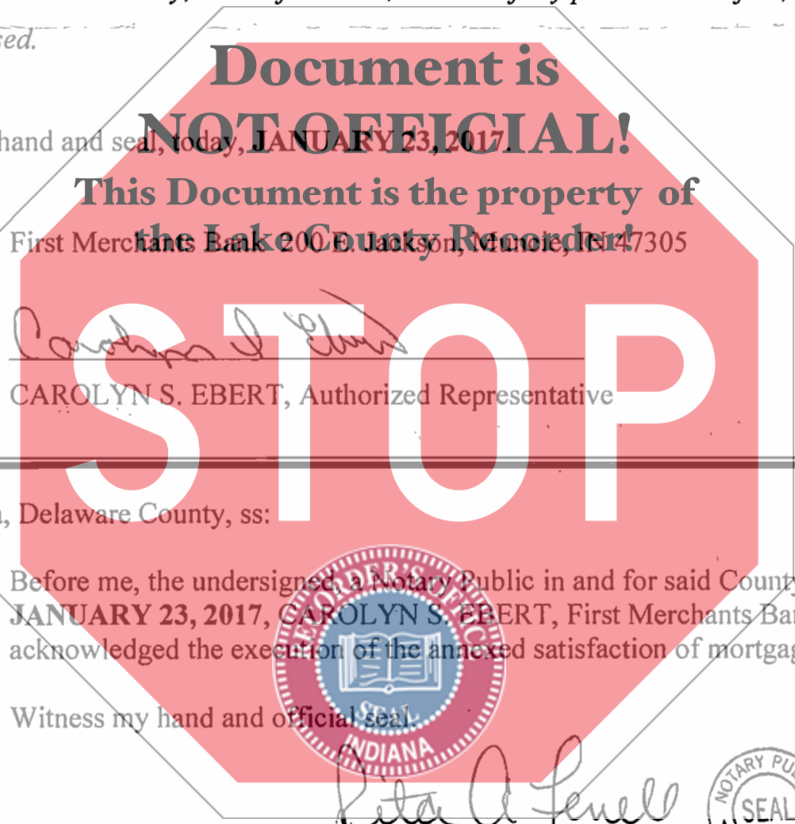 sed.
Document is
NOT OFFICIAL!
hand and seal, today, JANUARY 23, 2017.
This Document is the property of
the Lake County Recorder!
First Merchants Bank 200 E. Jackson, Muncie, IN 47305
Carolyn S Ebert
CAROLYN S. EBERT, Authorized Representative
STOP
, Delaware County, ss:
Before me, the undersigned, a Notary Public in and for said County
JANUARY 23, 2017, CAROLYN S. EBERT, First Merchants Ban
acknowledged the execution of the annexed satisfaction of mortgag
Witness my hand and official seal.
RECORDER'S OFFICE
SEAL
INDIANA
NOTARY PU
SEAL